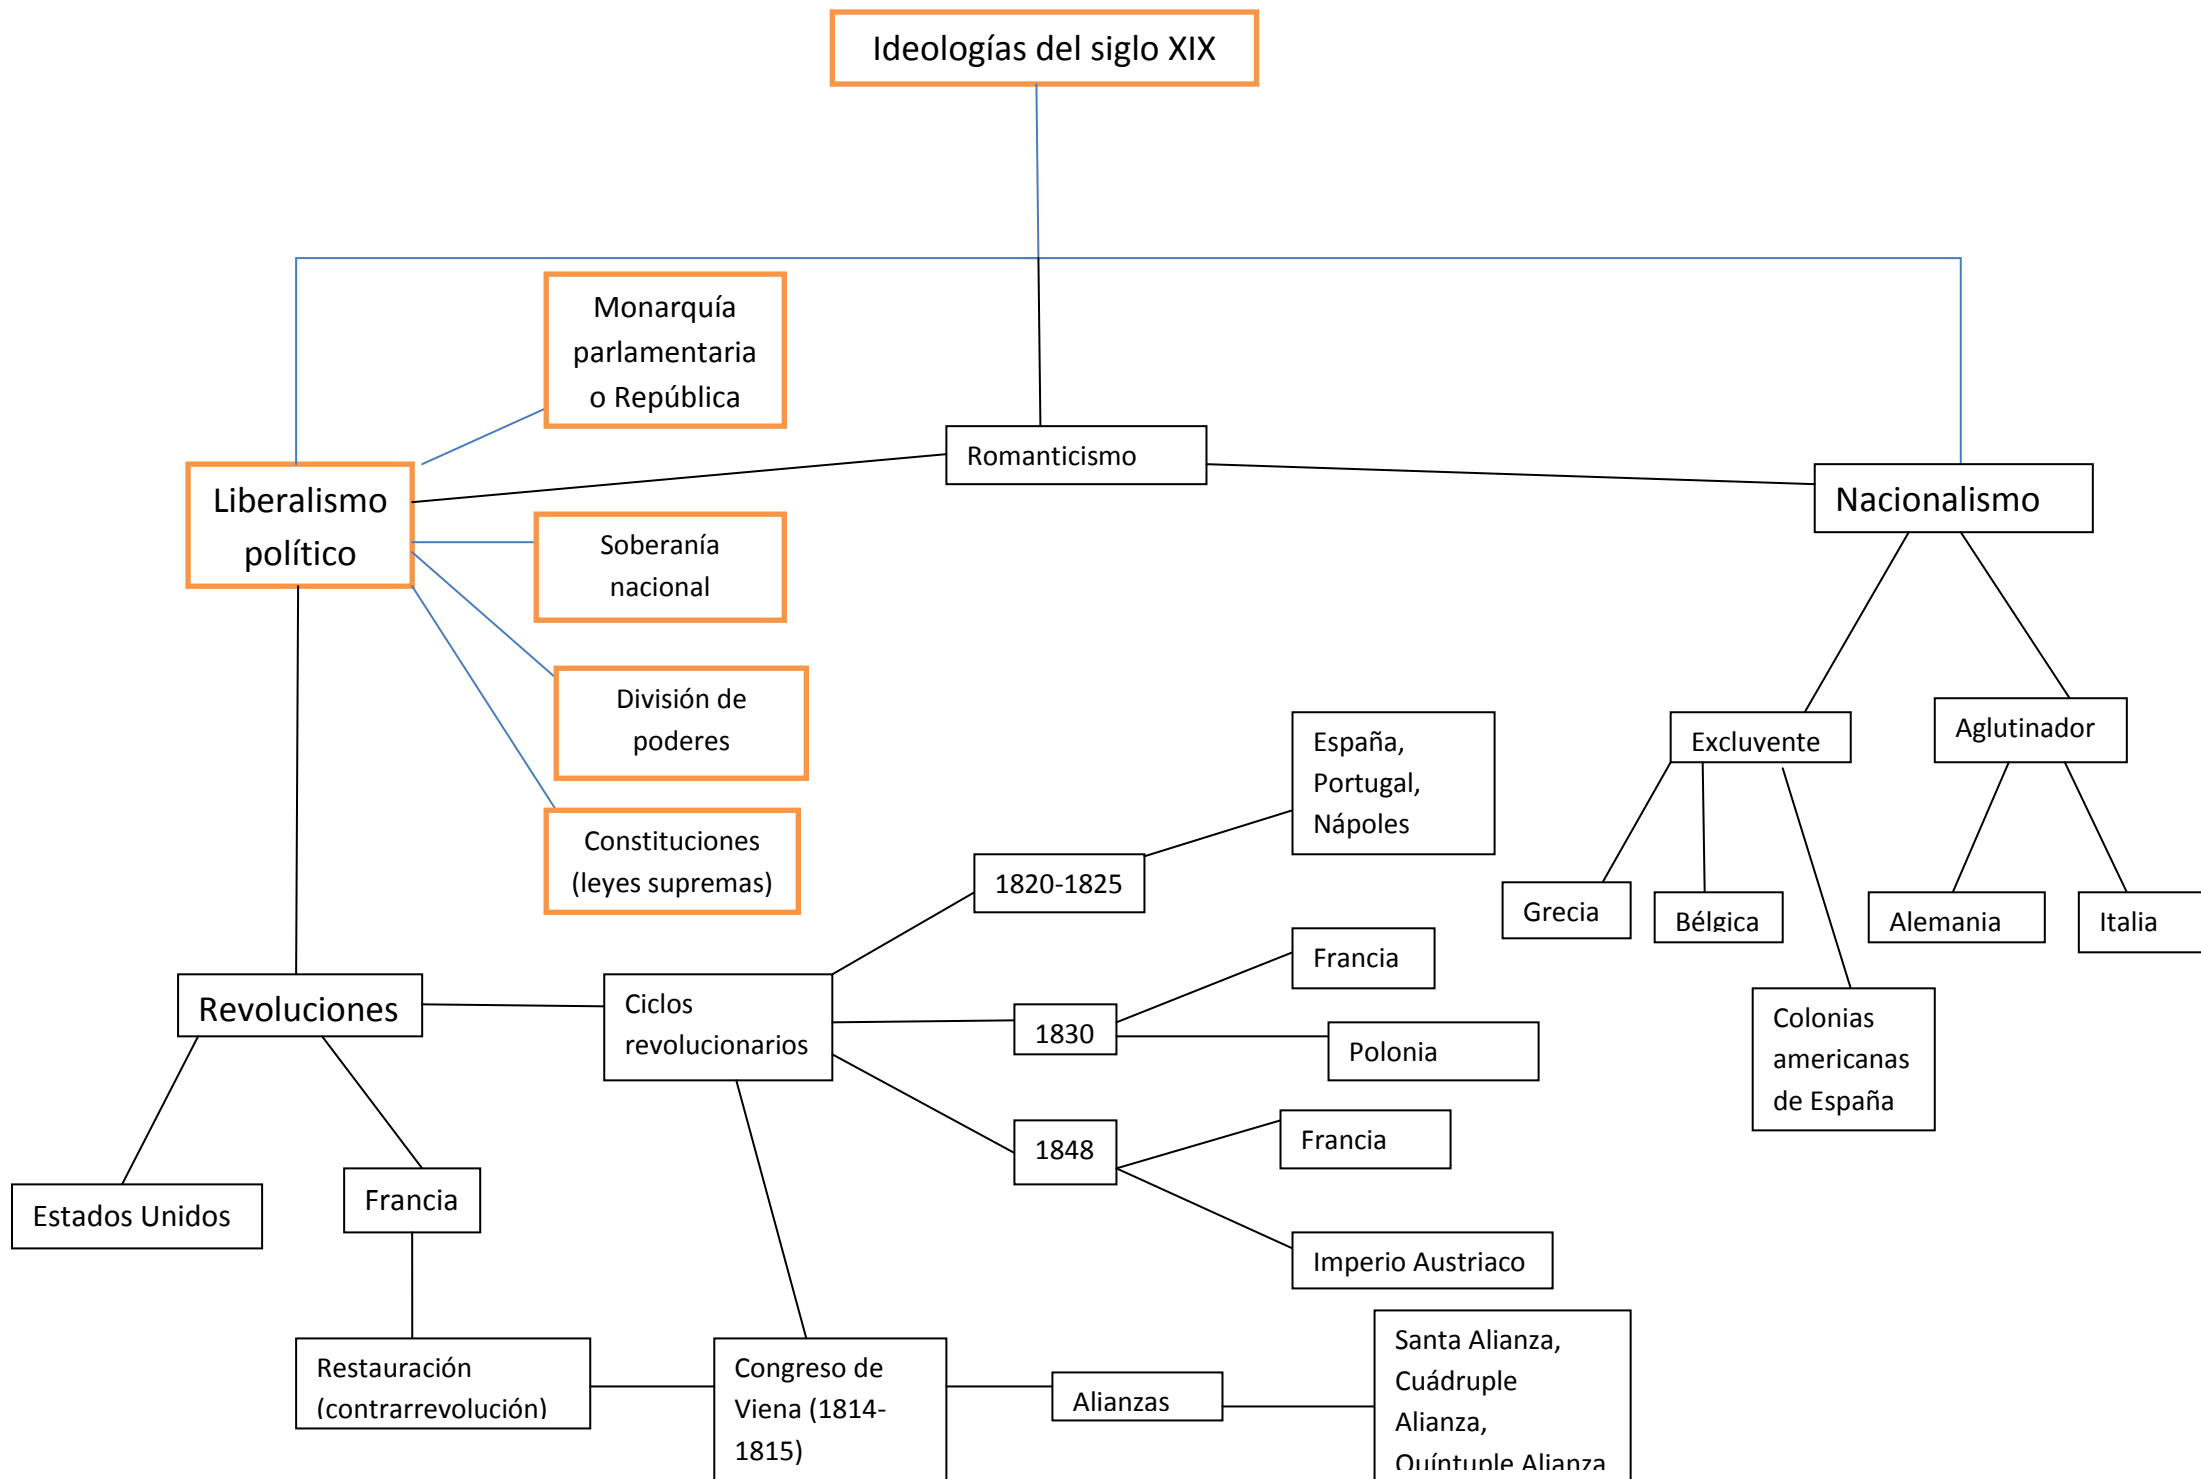 Ideologías del siglo XIX
Monarquía
parlamentaria
o República
Romanticismo
Liberalismo
político
Nacionalismo
Soberanía
nacional
División de
poderes
Constituciones
(leyes supremas)
España,
Portugal,
Nápoles
Excluyente
Aglutinador
1820-1825
Grecia
Bélgica
Alemania
Italia
Francia
Revoluciones
Ciclos
revolucionarios
1830
Polonia
Colonias
americanas
de España
1848
Francia
Estados Unidos
Francia
Imperio Austriaco
Restauración
(contrarrevolución)
Congreso de
Viena (1814-
1815)
Alianzas
Santa Alianza,
Cuádruple
Alianza,
Quíntuple Alianza